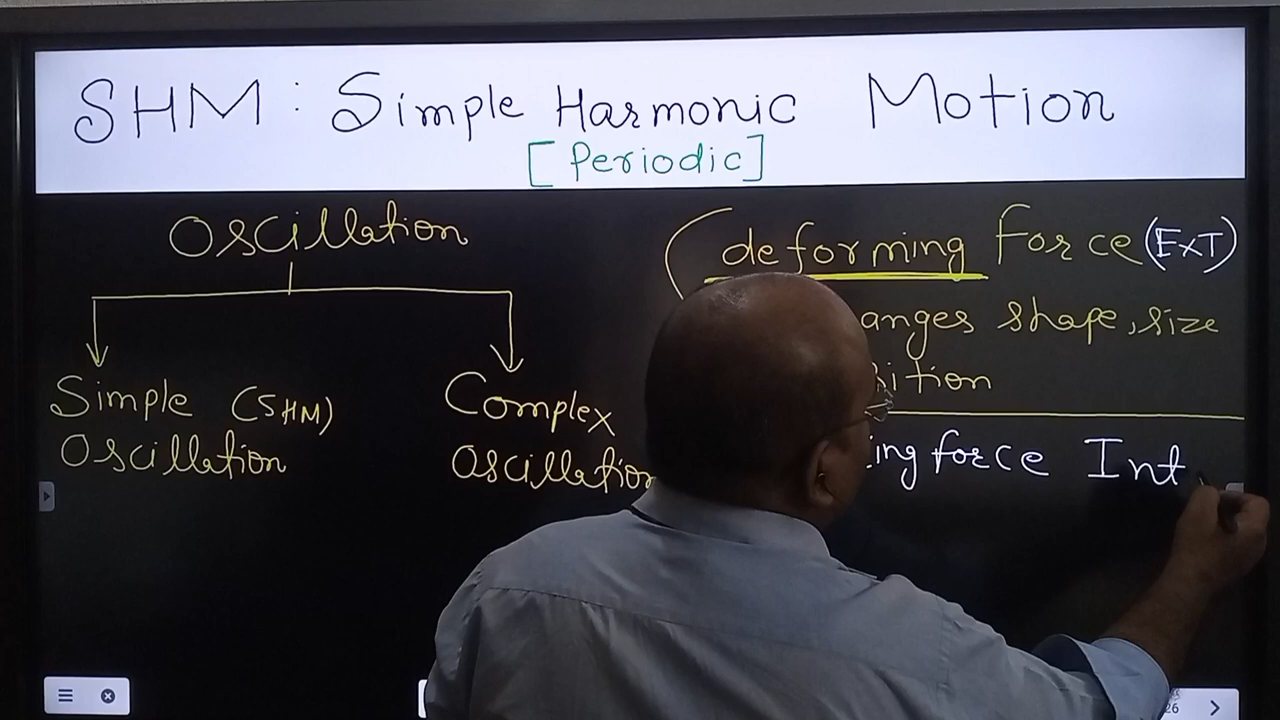 SHM : Simple Harmonic Motion
[Periodic]
Oscillation
Simple (SHM)
Oscillation
Complex
Oscillation
deforming force (EXT)
anges shape, size
ition
ing force Int
26